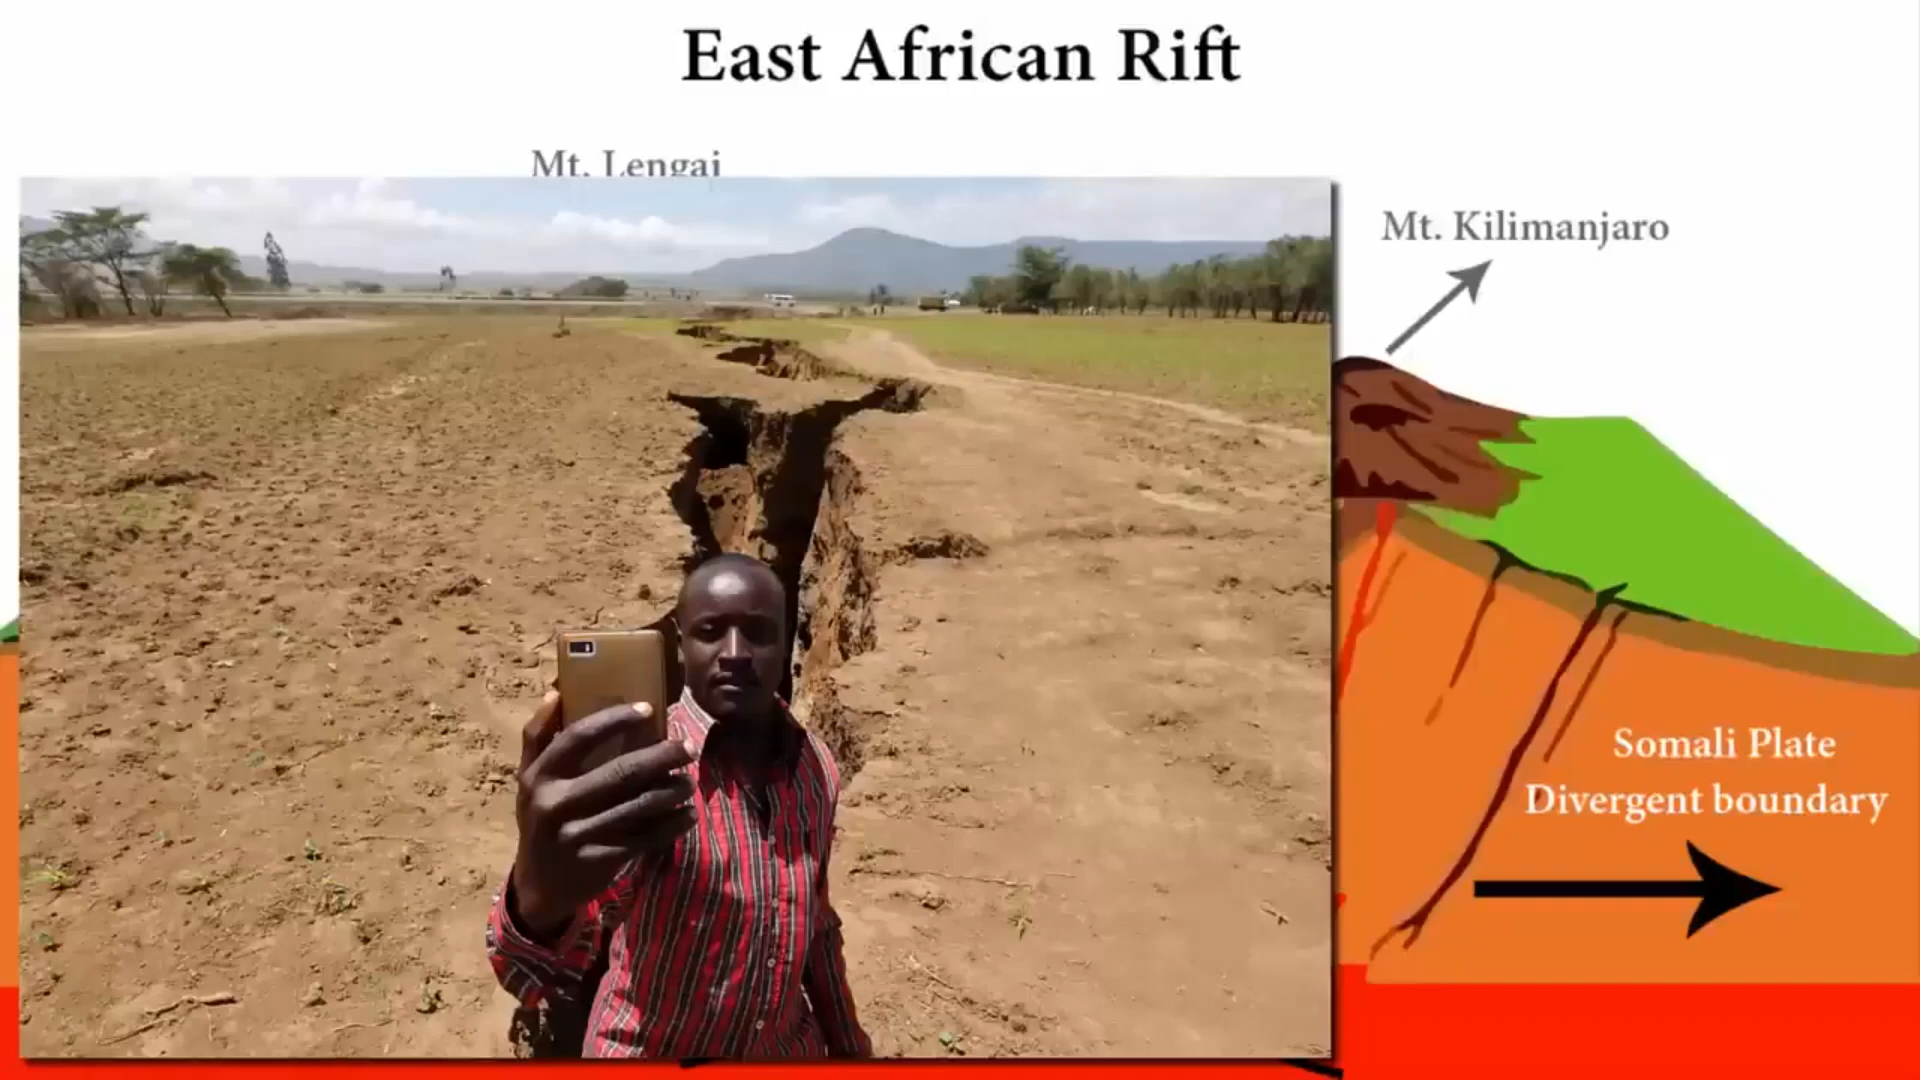 East African Rift
Mt. Lengai
Mt. Kilimanjaro
Somali Plate
Divergent boundary